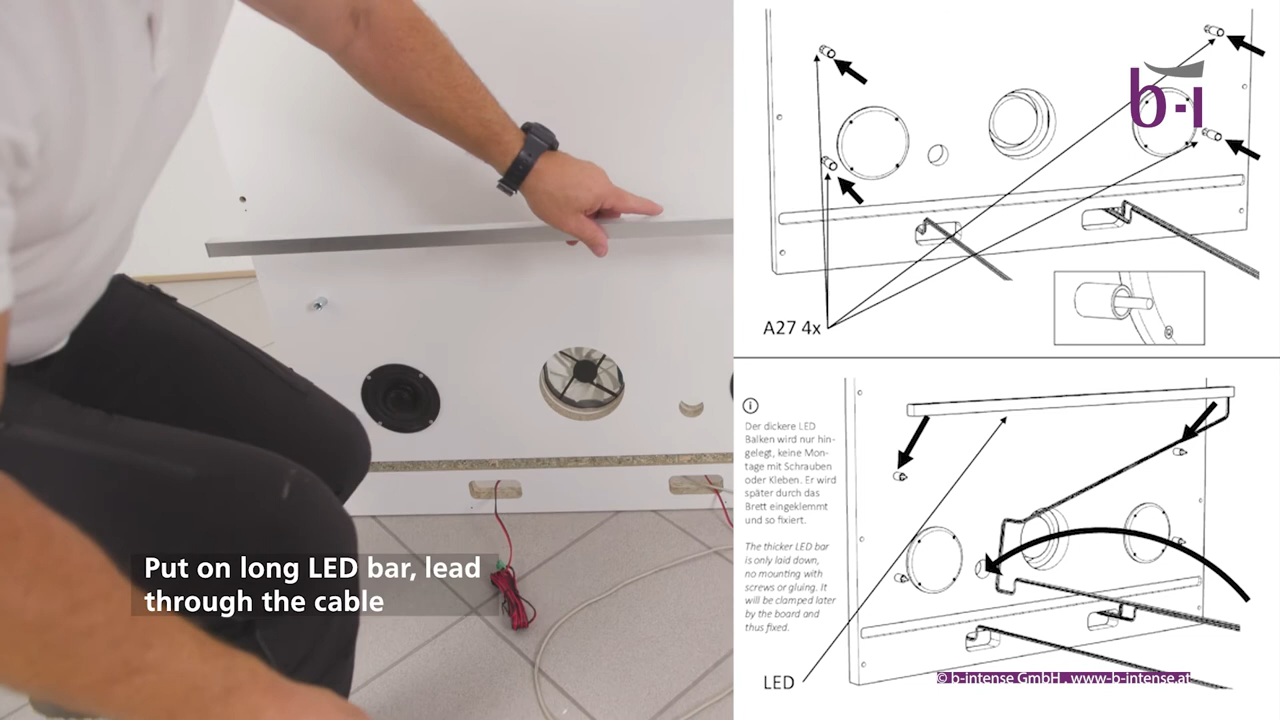 Put on long LED bar, lead
through the cable
b-i
A27 4x
i
Der dickere LED
Balken wird nur hin-
gelegt, keine Mon-
tage mit Schrauben
oder Kleben. Er wird
später durch das
Brett eingeklemmt
und so fixiert.
The thicker LED bar
is only laid down,
no mounting with
screws or gluing. It
will be clamped later
by the board and
thus fixed.
LED
© b-intense GmbH, www-b-intense.at